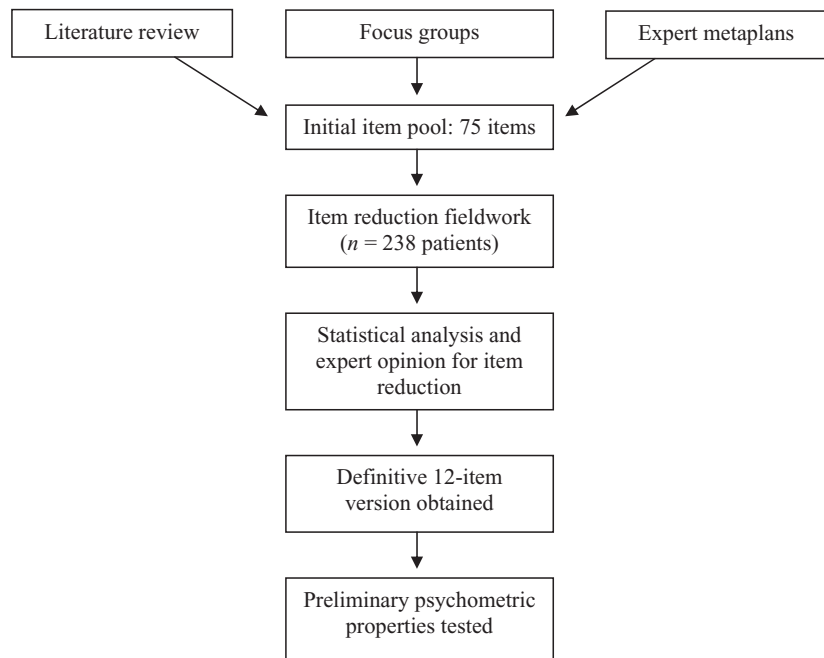 Literature review
Focus groups
Expert metaplans
Initial item pool: 75 items
Item reduction fieldwork
(n = 238 patients)
Statistical analysis and
expert opinion for item
reduction
Definitive 12-item
version obtained
Preliminary psychometric
properties tested